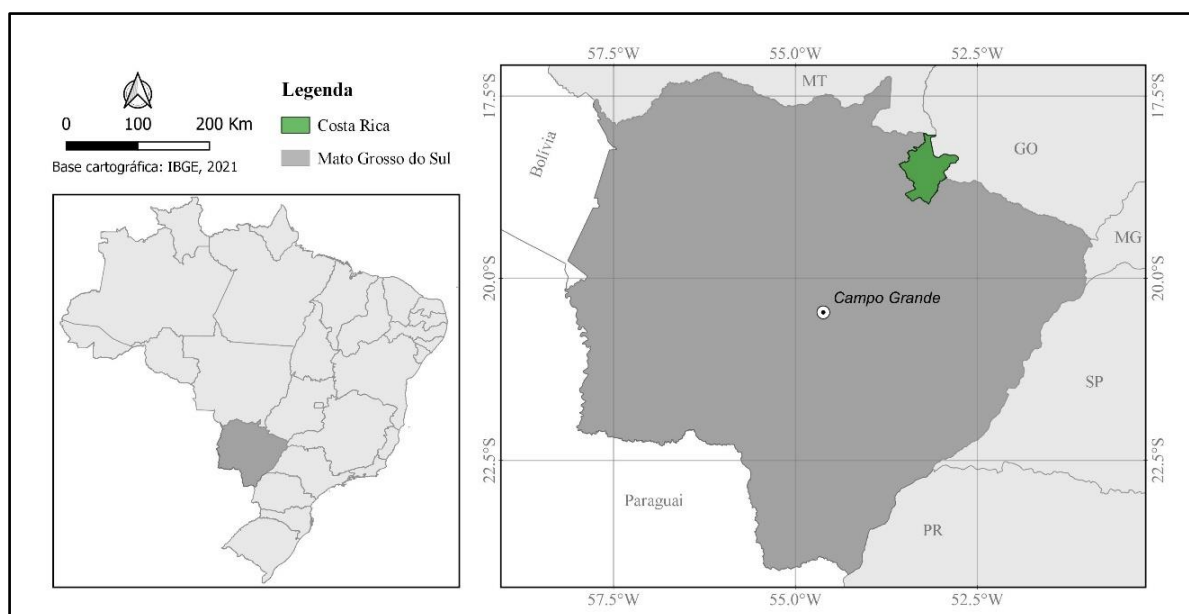 Legenda
0 100 200 Km
Costa Rica
Mato Grosso do Sul
Base cartográfica: IBGE, 2021
57.5°W 55.0°W 52.5°W
17.5°S 17.5°S
MT
Bolívia
GO
MG
20.0°S 20.0°S
Campo Grande
SP
22.5°S 22.5°S
Paraguai
PR
57.5°W 55.0°W 52.5°W